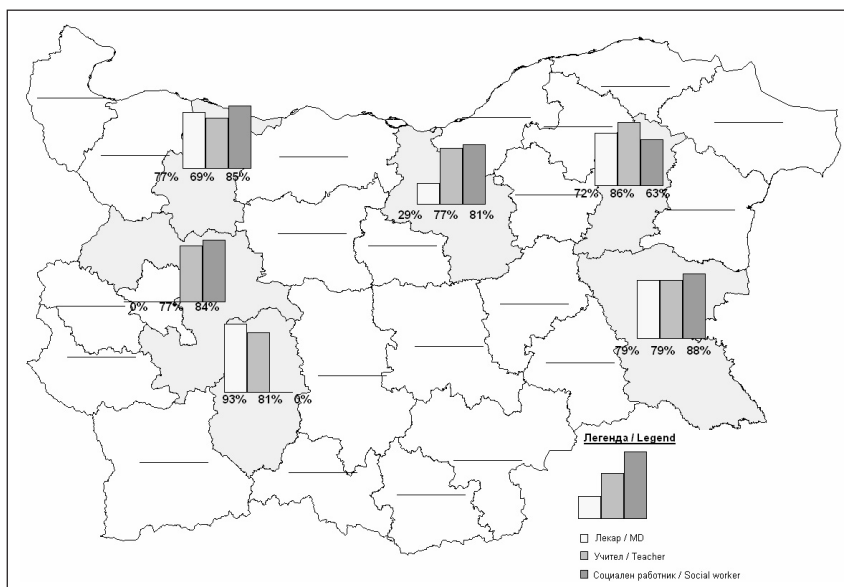 77% 69% 85%
72% 86% 63%
29% 77% 81%
0% 77% 84%
79% 79% 88%
93% 81% 0%
Легенда / Legend
Лекар / MD
Учител / Teacher
Социален работник / Social worker